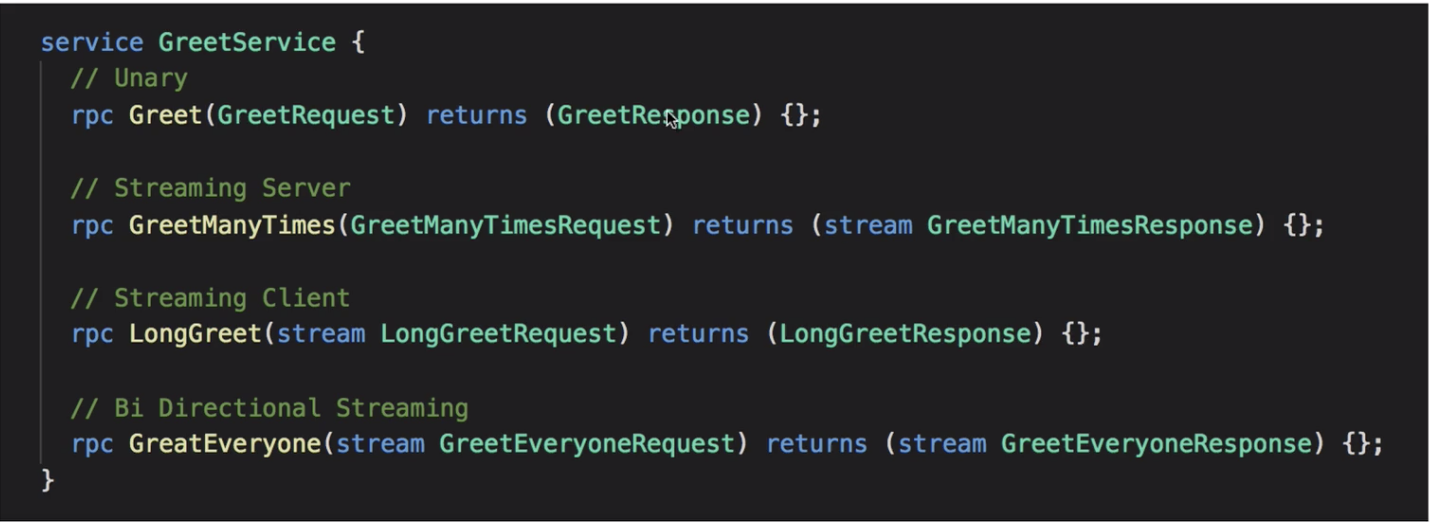 service GreetService {
// Unary
rpc Greet(GreetRequest) returns (GreetResponse) {};
// Streaming Server
rpc GreetManyTimes(GreetManyTimesRequest) returns (stream GreetManyTimesResponse) {};
// Streaming Client
rpc LongGreet(stream LongGreetRequest) returns (LongGreetResponse) {};
// Bi Directional Streaming
rpc GreatEveryone(stream GreetEveryoneRequest) returns (stream GreetEveryoneResponse) {};
}